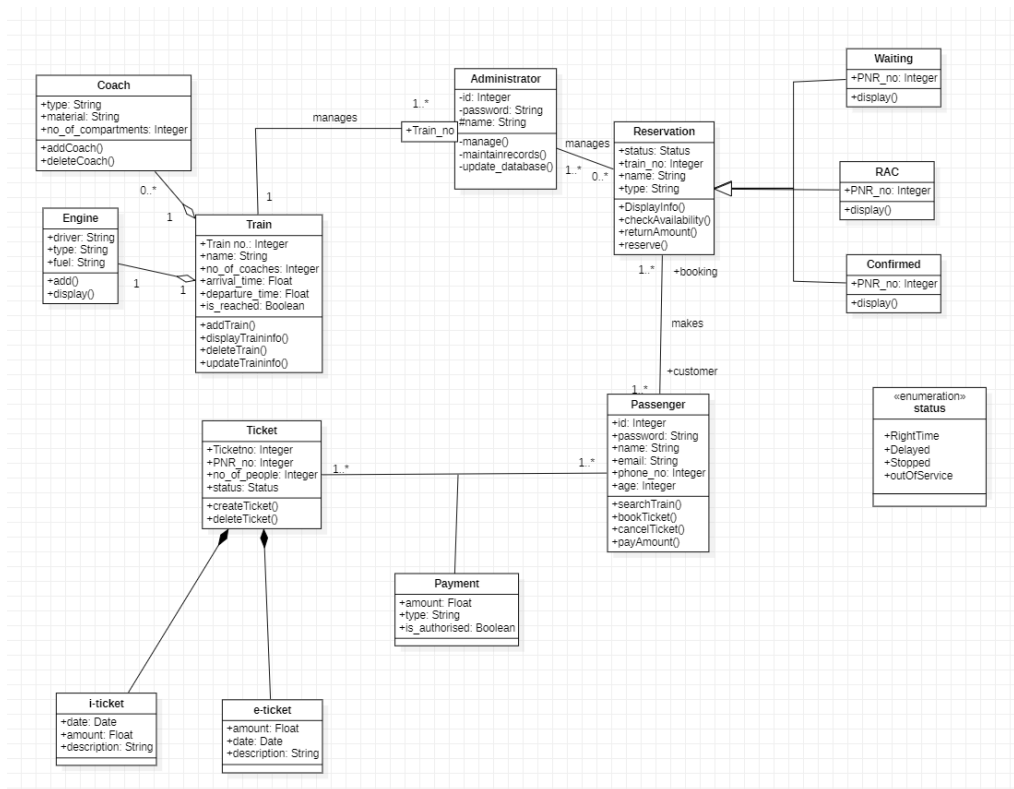 Coach
+type: String
+material: String
+no_of_compartments: Integer
+addCoach()
+deleteCoach()
0..*
1
Engine
+driver: String
+type: String
+fuel: String
+add()
+display()
1
1
Train
+Train no.: Integer
+name: String
+no_of_coaches: Integer
+arrival_time: Float
+departure_time: Float
+is_reached: Boolean
+addTrain()
+displayTraininfo()
+deleteTrain()
+updateTraininfo()
1
manages
1..*
+Train_no
Administrator
-id: Integer
-password: String
#name: String
-manage()
-maintainrecords()
-update_database()
manages
1..*
0..*
Reservation
+status: Status
+train_no: Integer
+name: String
+type: String
+DisplayInfo()
+checkAvailability()
+returnAmount()
+reserve()
Waiting
+PNR_no: Integer
+display()
RAC
+PNR_no: Integer
+display()
Confirmed
+PNR_no: Integer
+display()
1..*
+booking
makes
+customer
1..*
Passenger
+id: Integer
+password: String
+name: String
+email: String
+phone_no: Integer
+age: Integer
+searchTrain()
+bookTicket()
+cancelTicket()
+payAmount()
«enumeration»
status
+RightTime
+Delayed
+Stopped
+outOfService
Ticket
+Ticketno: Integer
+PNR_no: Integer
+no_of_people: Integer
+status: Status
+createTicket()
+deleteTicket()
1..*
1..*
Payment
+amount: Float
+type: String
+is_authorised: Boolean
i-ticket
+date: Date
+amount: Float
+description: String
e-ticket
+amount: Float
+date: Date
+description: String